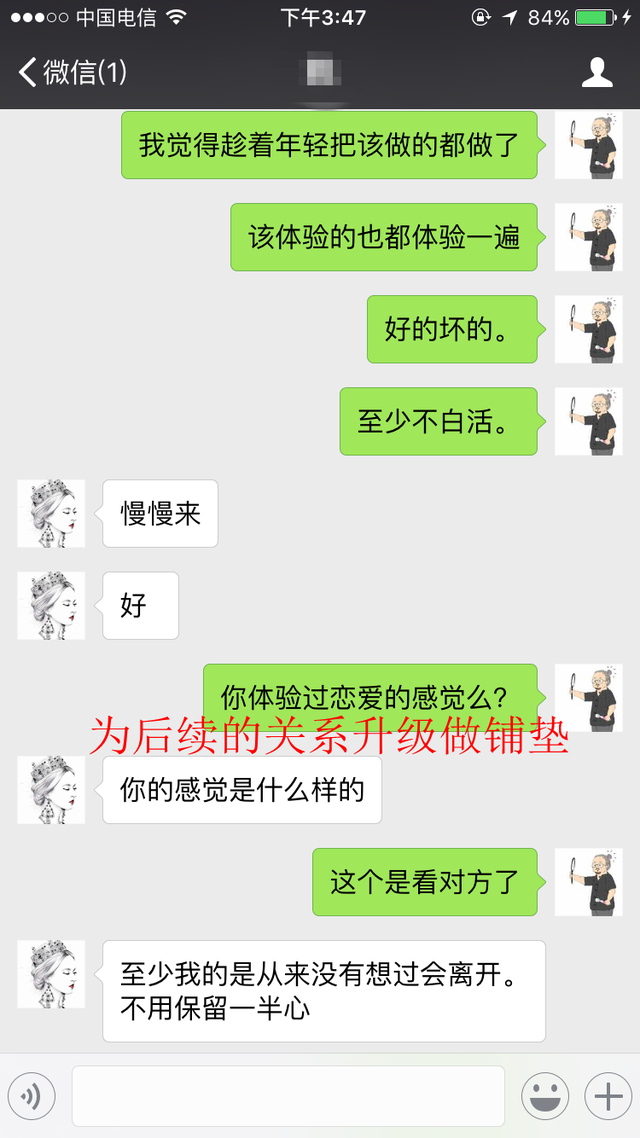 中国电信
下午3:47
84%
微信(1)
我觉得趁着年轻把该做的都做了
该体验的也都体验一遍
好的坏的。
至少不白活。
慢慢来
好
你体验过恋爱的感觉么？
为后续的关系升级做铺垫
你的感觉是什么样的
这个是看对方了
至少我的是从来没有想过会离开。
不用保留一半心